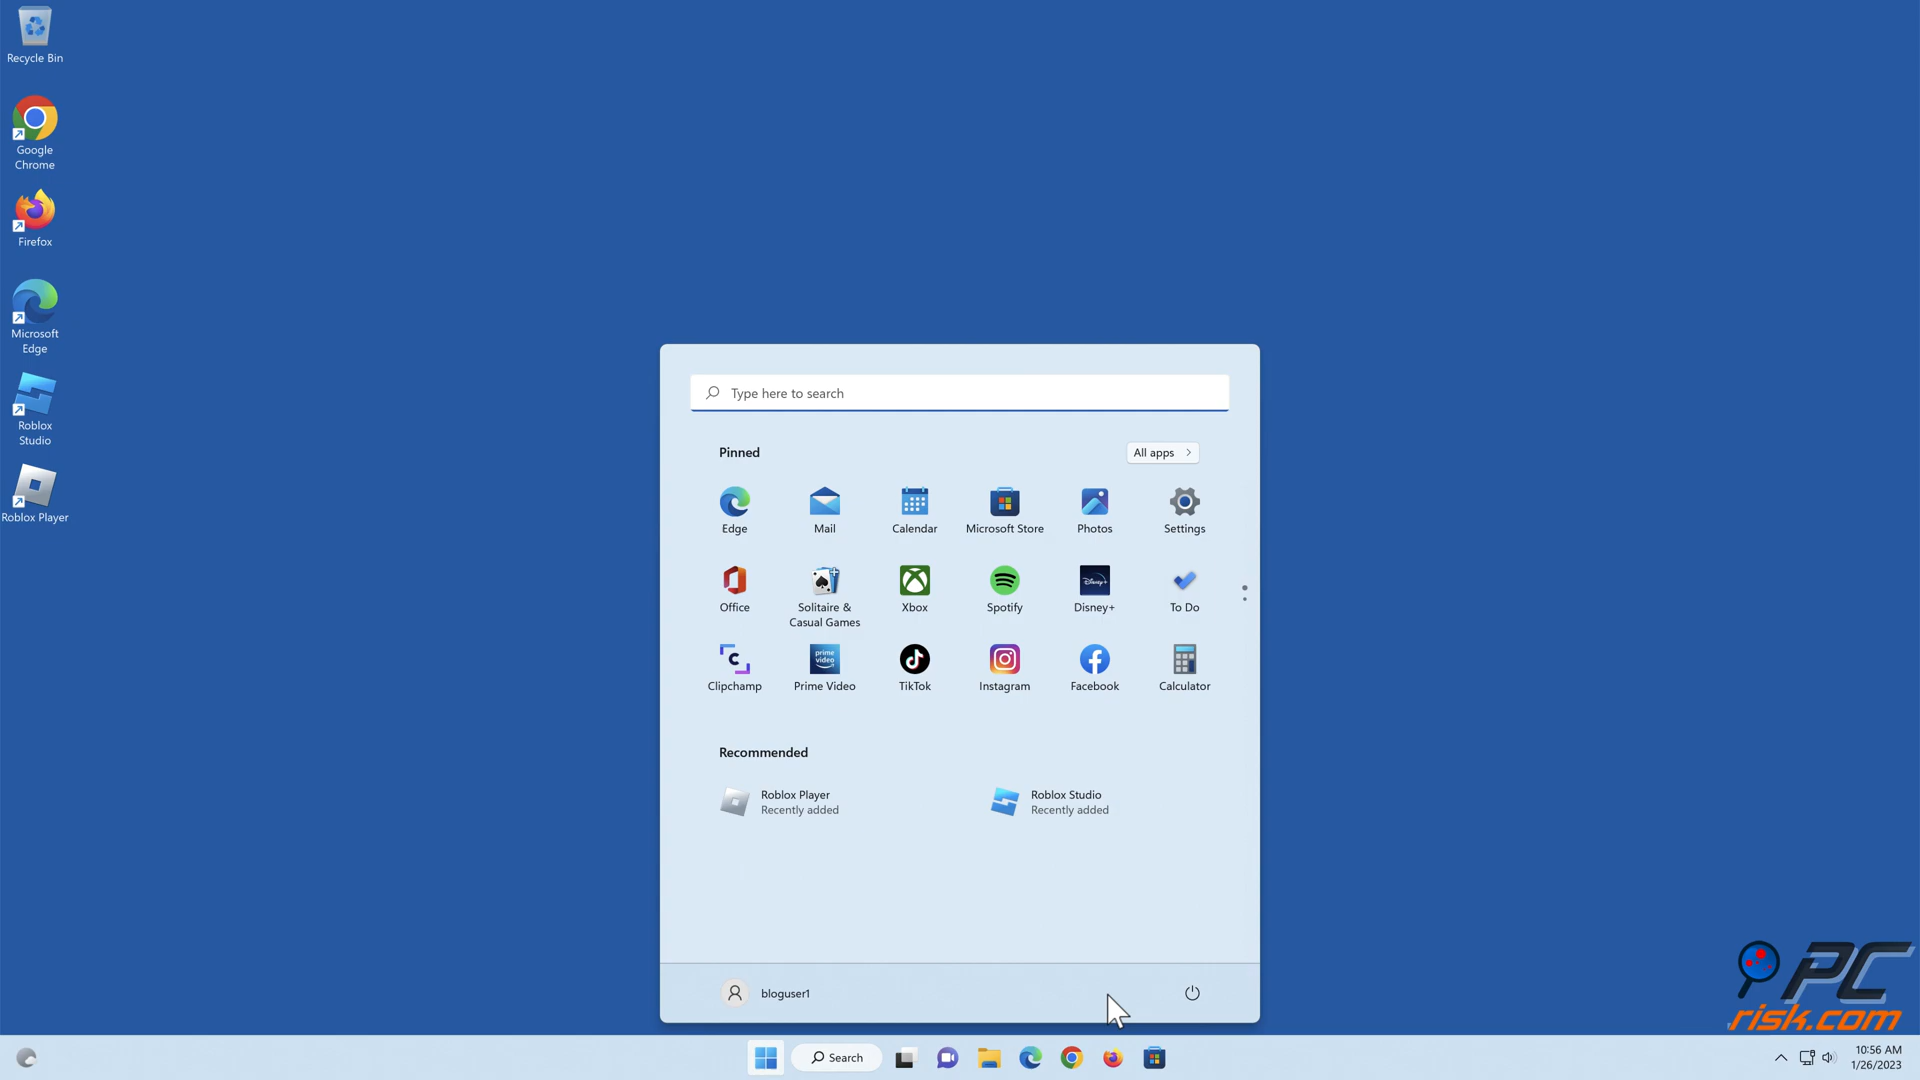 Recycle Bin
Google
Chrome
Firefox
Microsoft
Edge
Roblox
Studio
Roblox Player
Type here to search
Pinned
All apps
Edge
Mail
Calendar
Microsoft Store
Photos
Settings
Office
Solitaire &
Casual Games
Xbox
Spotify
Disney+
Disney+
To Do
C
prime
video
Clipchamp
Prime Video
TikTok
Instagram
Facebook
Calculator
Recommended
Roblox Player
Recently added
Roblox Studio
Recently added
bloguser1
PC
risk.com
Search
10:56 AM
1/26/2023